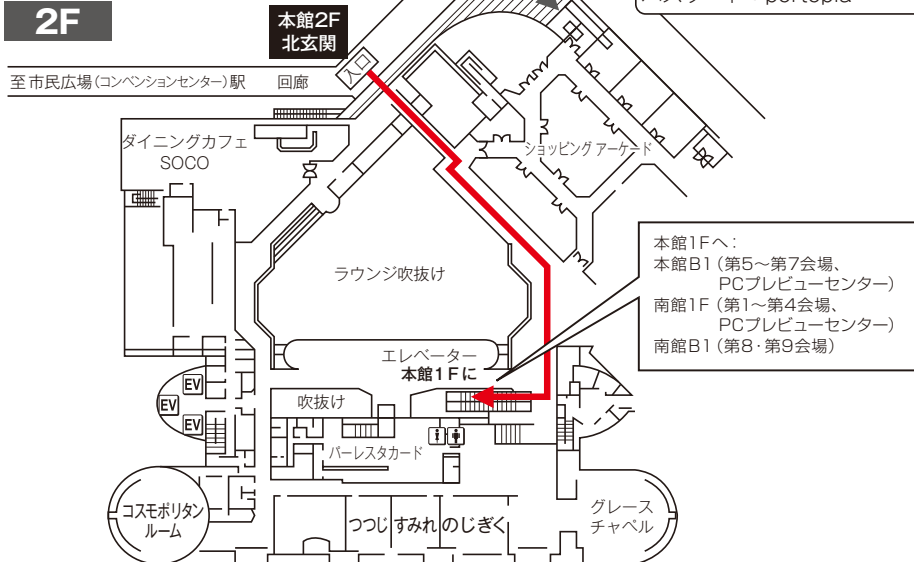 パスワード：portopia
2F
本館2F
北玄関
入口
至市民広場(コンベンションセンター)駅
回廊
ダイニングカフェ
SOCO
ショッピング アーケード
ラウンジ吹抜け
本館1Fへ：
本館B1（第5～第7会場、
PCプレビューセンター）
南館1F（第1～第4会場、
PCプレビューセンター）
南館B1（第8・第9会場）
エレベーター
本館1Fに
EV
EV
EV
吹抜け
パーレスタカード
コスモポリタン
ルーム
つつじ
すみれ
のじぎく
グレース
チャペル